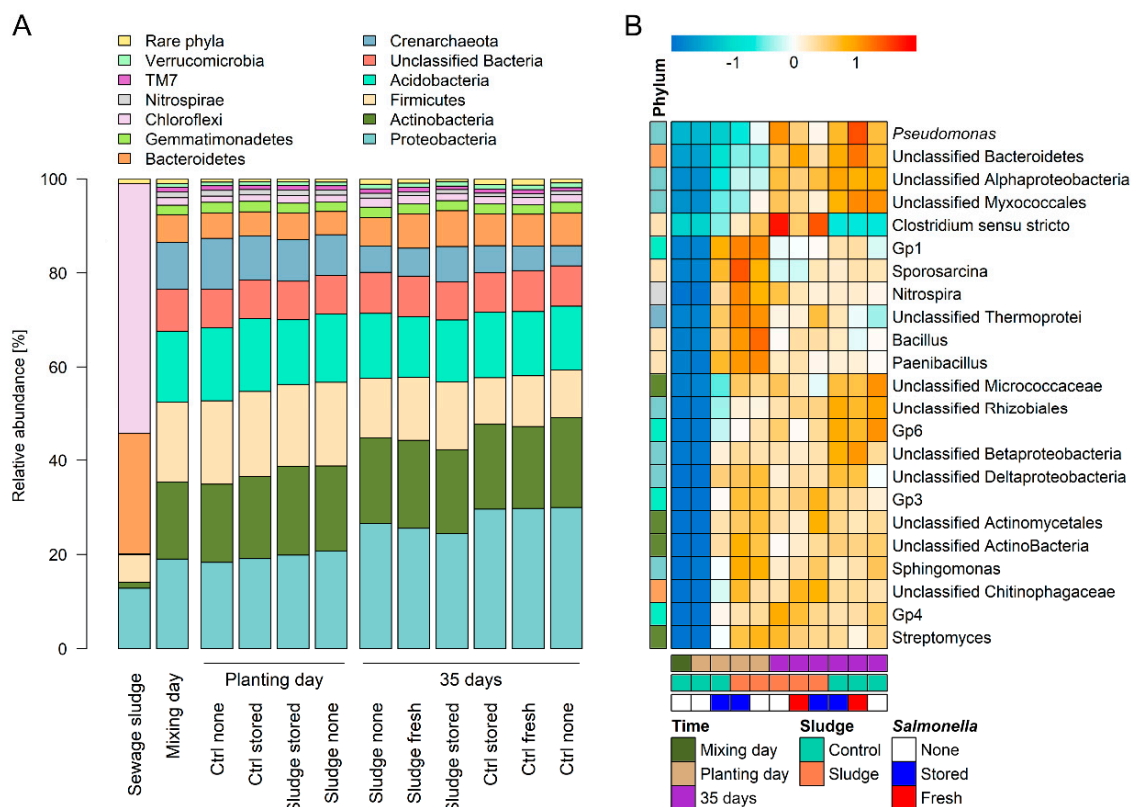 A
Rare phyla
Verrucomicrobia
TM7
Nitrospirae
Chloroflexi
Gemmatimonadetes
Bacteroidetes
Crenarchaeota
Unclassified Bacteria
Acidobacteria
Firmicutes
Actinobacteria
Proteobacteria
Relative abundance [%]
100
80
60
40
20
0
Planting day
35 days
Sewage sludge
Mixing day
Ctrl none
Ctrl stored
Sludge stored
Sludge none
Sludge none
Sludge fresh
Sludge stored
Ctrl stored
Ctrl fresh
Ctrl none
B
-1 0 1
Phylum
Pseudomonas
Unclassified Bacteroidetes
Unclassified Alphaproteobacteria
Unclassified Myxococcales
Clostridium sensu stricto
Gp1
Sporosarcina
Nitrospira
Unclassified Thermoprotei
Bacillus
Paenibacillus
Unclassified Micrococcaceae
Unclassified Rhizobiales
Gp6
Unclassified Betaproteobacteria
Unclassified Deltaproteobacteria
Gp3
Unclassified Actinomycetales
Unclassified ActinoBacteria
Sphingomonas
Unclassified Chitinophagaceae
Gp4
Streptomyces
Time
Mixing day
Planting day
35 days
Sludge
Control
Sludge
Salmonella
None
Stored
Fresh